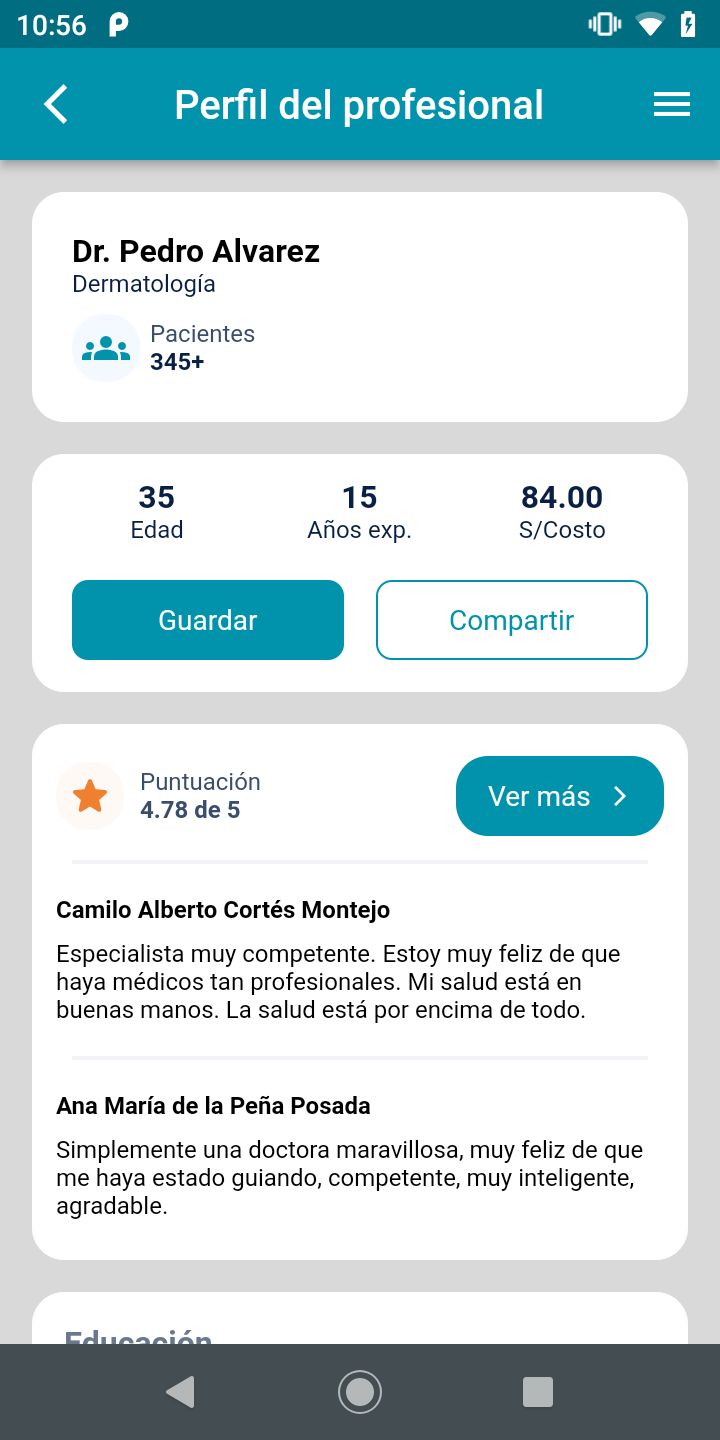 10:56
Perfil del profesional
Dr. Pedro Alvarez
Dermatología
Pacientes
345+
35 15 84.00
Edad Años exp. S/Costo
Guardar Compartir
Puntuación
4.78 de 5
Ver más
Camilo Alberto Cortés Montejo
Especialista muy competente. Estoy muy feliz de que
haya médicos tan profesionales. Mi salud está en
buenas manos. La salud está por encima de todo.
Ana María de la Peña Posada
Simplemente una doctora maravillosa, muy feliz de que
me haya estado guiando, competente, muy inteligente,
agradable.
Educación